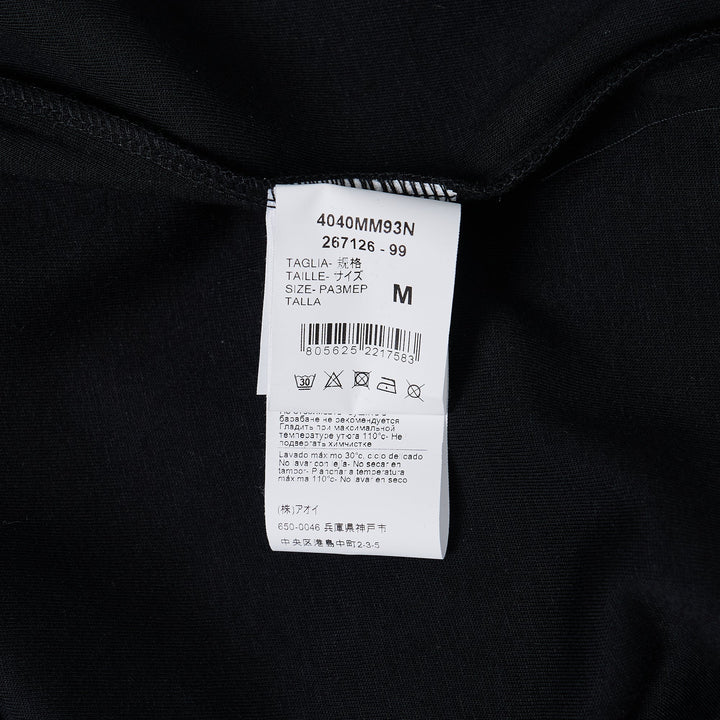 4040MM93N
267126 - 99
TAGLIA- 规格
TAILLE- サイズ
SIZE- РАЗМЕР
TALLA
M
805625 2217583
30
барабане не рекомендуется
Гладить при максимальной
температуре утюга 110°с- Не
подвергать химчистке
Lavado máximo 30°c, ciclo delicado
No lavar con lejía- No secar en
tambor- Planchar a temperatura
máxima 110°c- No lavar en seco
(株)アオイ
650-0046 兵庫県神戸市
中央区港島中町2-3-5